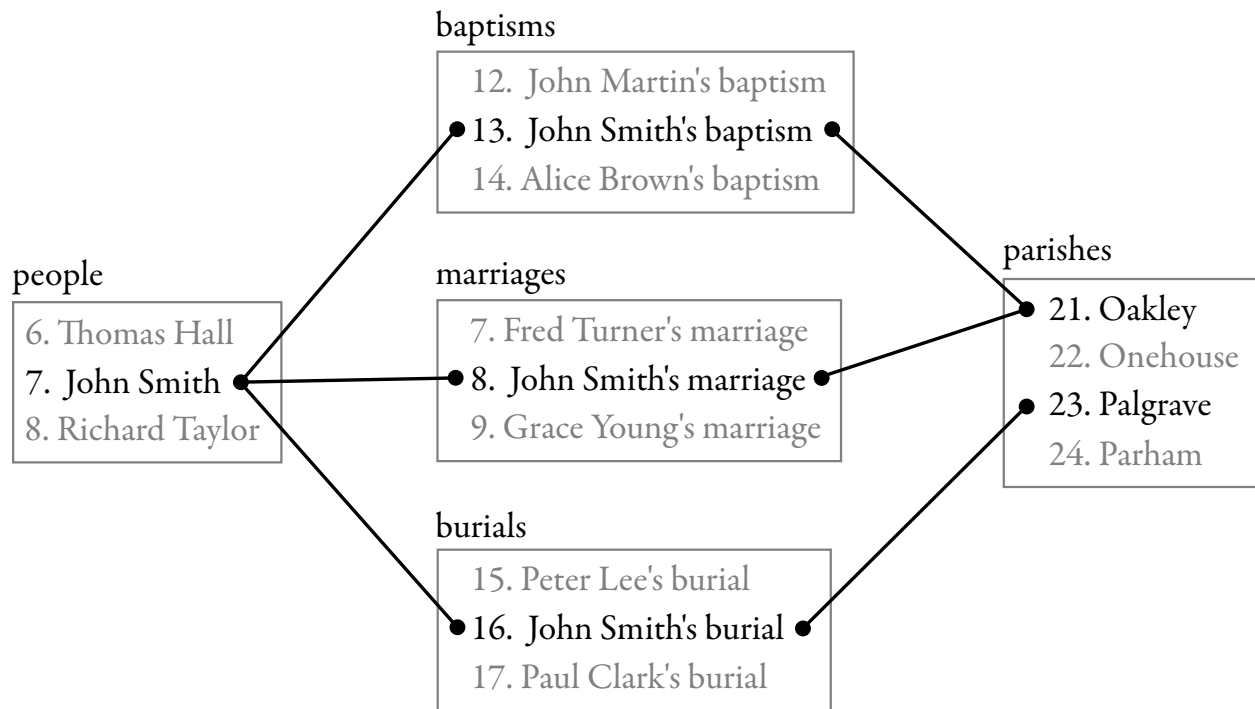 baptisms
12. John Martin's baptism
13. John Smith's baptism
14. Alice Brown's baptism
people
6. Thomas Hall
7. John Smith
8. Richard Taylor
marriages
7. Fred Turner's marriage
8. John Smith's marriage
9. Grace Young's marriage
burials
15. Peter Lee's burial
16. John Smith's burial
17. Paul Clark's burial
parishes
21. Oakley
22. Onehouse
23. Palgrave
24. Parham